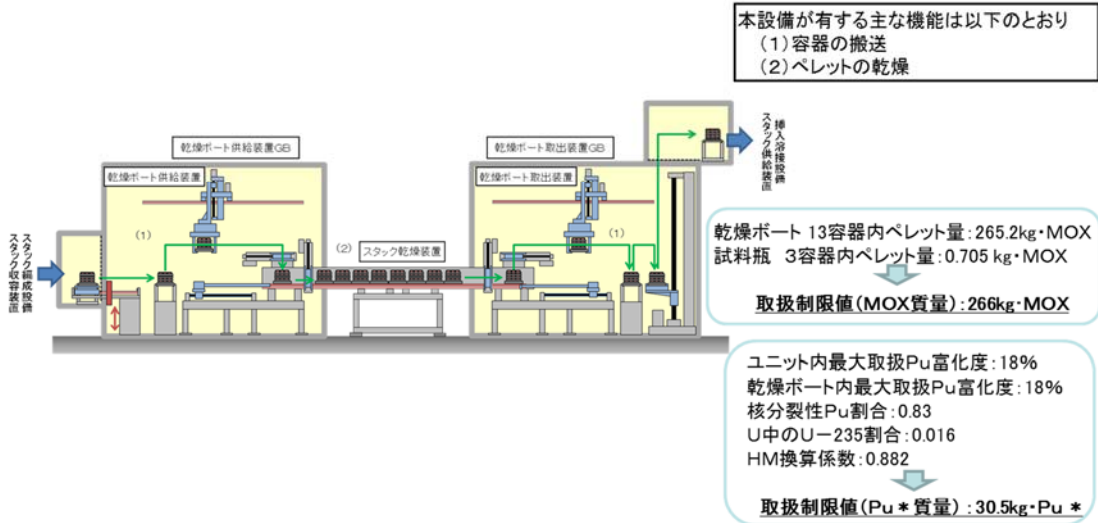 本設備が有する主な機能は以下のとおり
(1)容器の搬送
(2)ペレットの乾燥
乾燥ボート供給装置GB
乾燥ボート取出装置GB
乾燥ボート供給装置
乾燥ボート取出装置
挿入溶接設備
スタック供給装置
(1)
(2)
スタック乾燥装置
(1)
スタック編成設備
スタック収容装置
乾燥ボート 13容器内ペレット量:265.2kg・MOX
試料瓶 3容器内ペレット量:0.705 kg・MOX
取扱制限値(MOX質量):266kg・MOX
ユニット内最大取扱Pu富化度:18%
乾燥ボート内最大取扱Pu富化度:18%
核分裂性Pu割合:0.83
U中のU-235割合:0.016
HM換算係数:0.882
取扱制限値(Pu*質量):30.5kg・Pu*